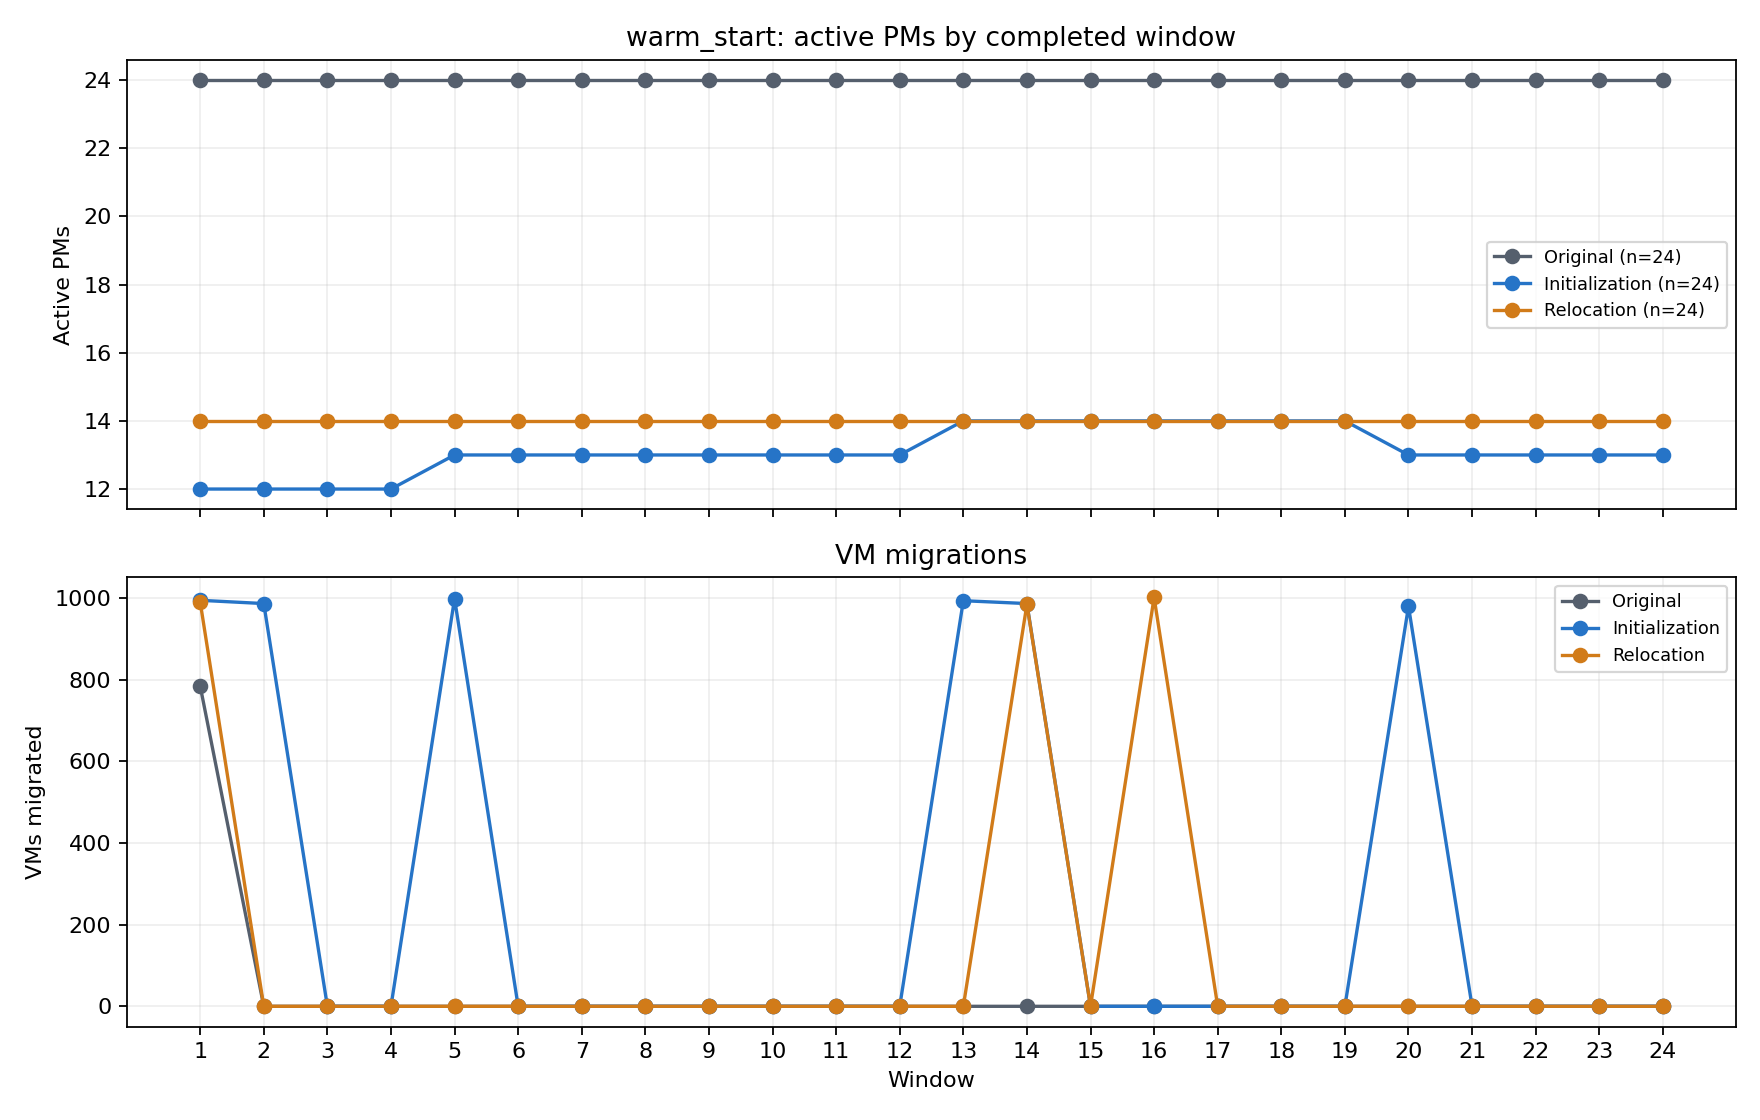 warm_start: active PMs by completed window
Active PMs
24
22
20
18
16
14
12
Original (n=24)
Initialization (n=24)
Relocation (n=24)
VM migrations
VMs migrated
1000
800
600
400
200
0
Original
Initialization
Relocation
1 2 3 4 5 6 7 8 9 10 11 12 13 14 15 16 17 18 19 20 21 22 23 24
Window